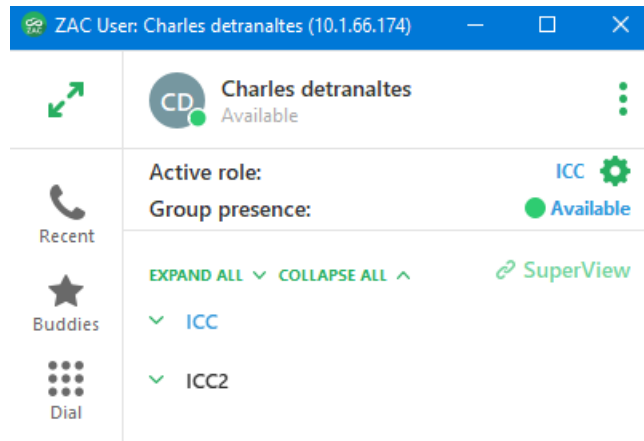 ZAC User: Charles detranaltes (10.1.66.174)
CD
Charles detranaltes
Available
Active role: ICC
Group presence: Available
Recent
EXPAND ALL COLLAPSE ALL SuperView
Buddies
ICC
ICC2
Dial